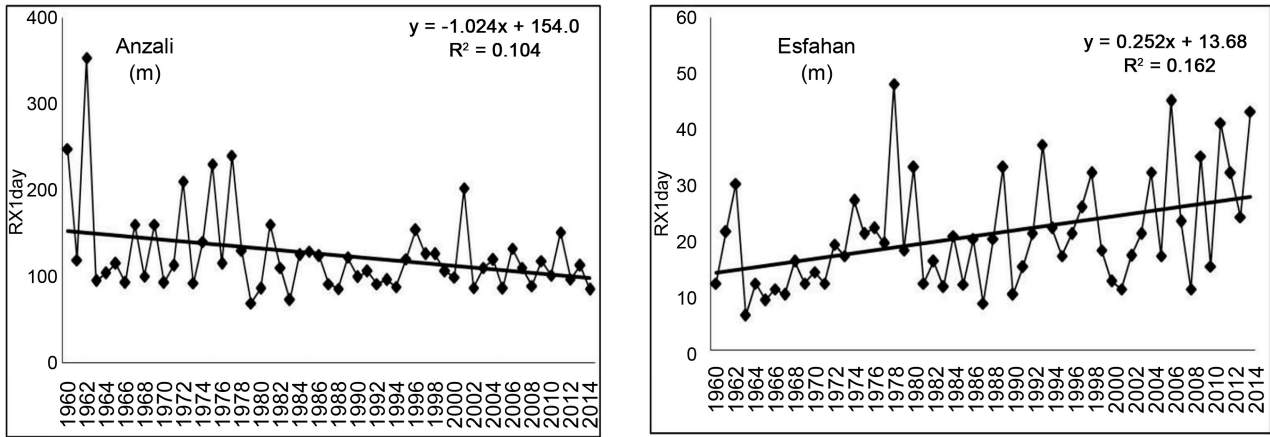 400
300
200
100
0
RX1day
Anzali
(m)
y = -1.024x + 154.0
R² = 0.104
1960 1962 1964 1966 1968 1970 1972 1974 1976 1978 1980 1982 1984 1986 1988 1990 1992 1994 1996 1998 2000 2002 2004 2006 2008 2010 2012 2014
60
50
40
30
20
10
0
RX1day
Esfahan
(m)
y = 0.252x + 13.68
R² = 0.162
1960 1962 1964 1966 1968 1970 1972 1974 1976 1978 1980 1982 1984 1986 1988 1990 1992 1994 1996 1998 2000 2002 2004 2006 2008 2010 2012 2014